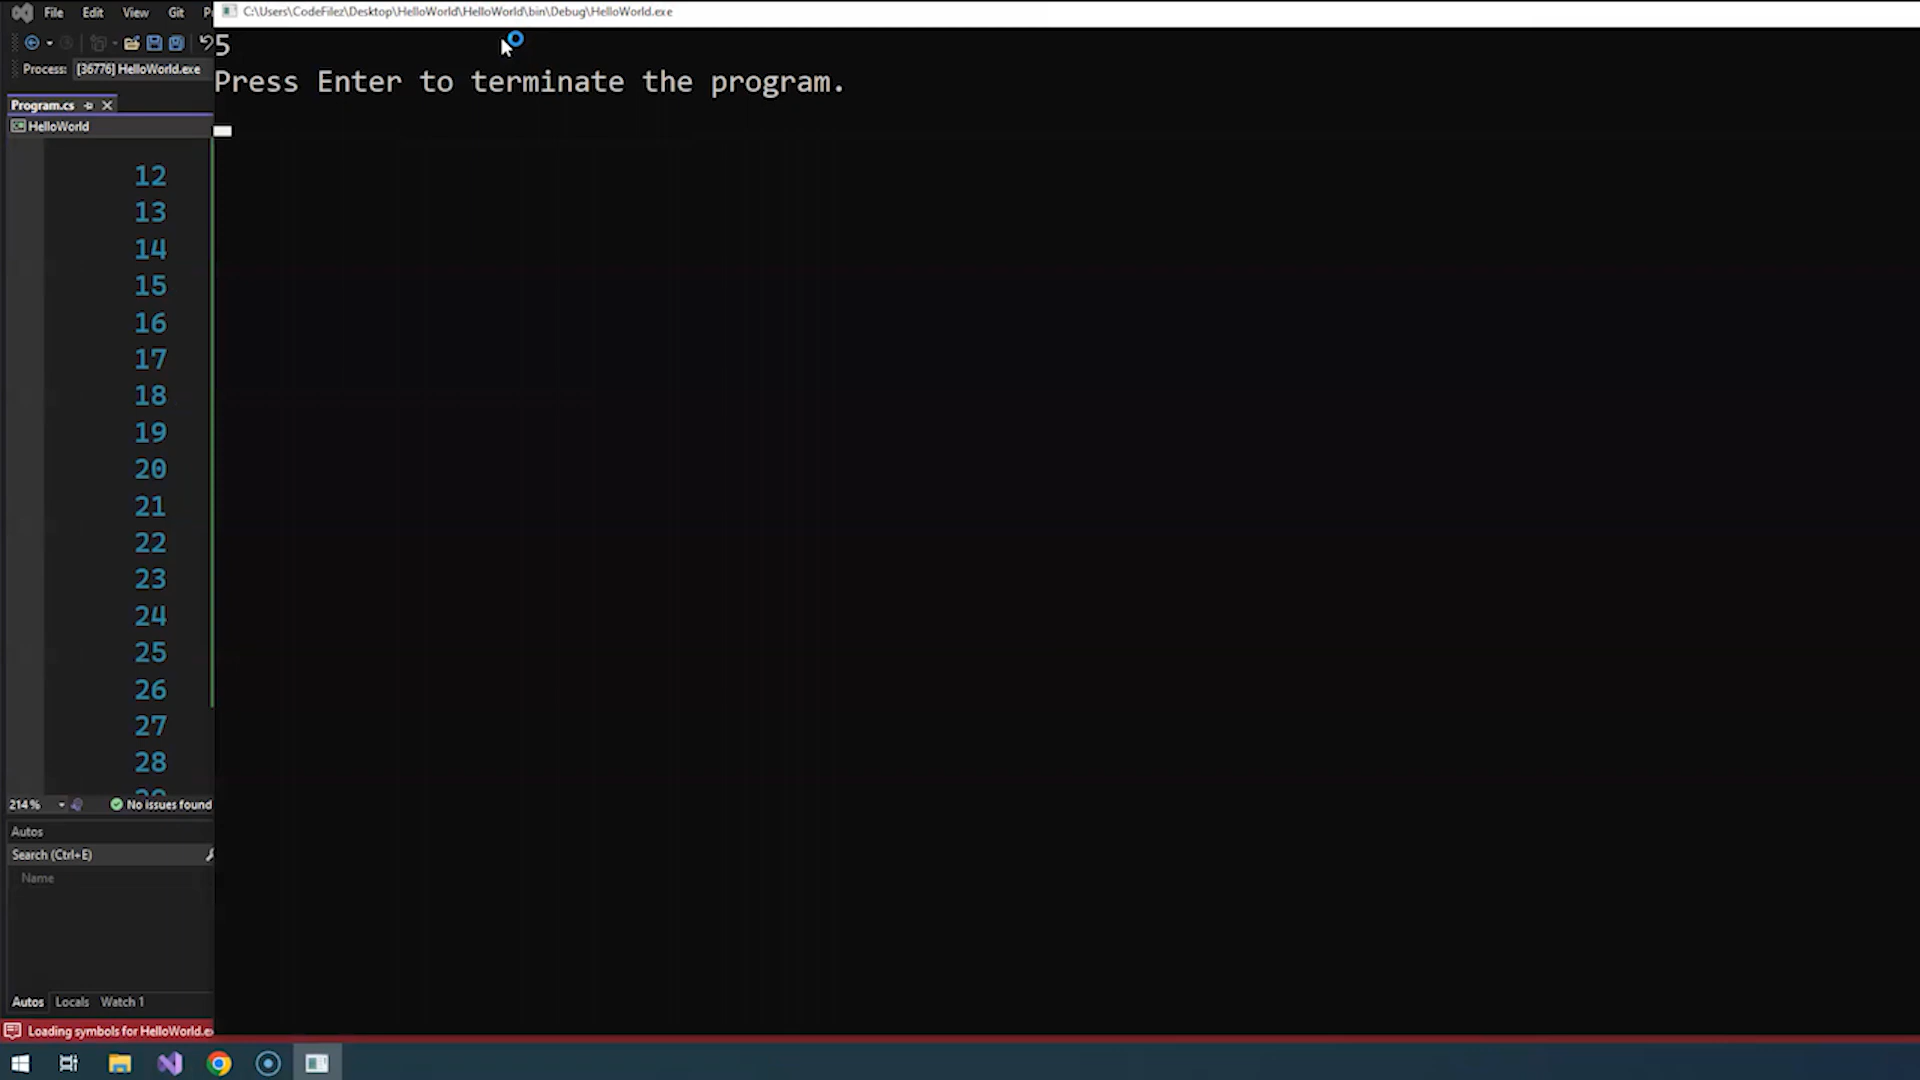 File Edit View Git P
C:\Users\CodeFilez\Desktop\HelloWorld\HelloWorld\bin\Debug\HelloWorld.exe
Process: [36776] HelloWorld.exe
Program.cs
HelloWorld
5
Press Enter to terminate the program.
12
13
14
15
16
17
18
19
20
21
22
23
24
25
26
27
28
29
214 %
No issues found
Autos
Search (Ctrl+E)
Name
Autos Locals Watch 1
Loading symbols for HelloWorld.ex